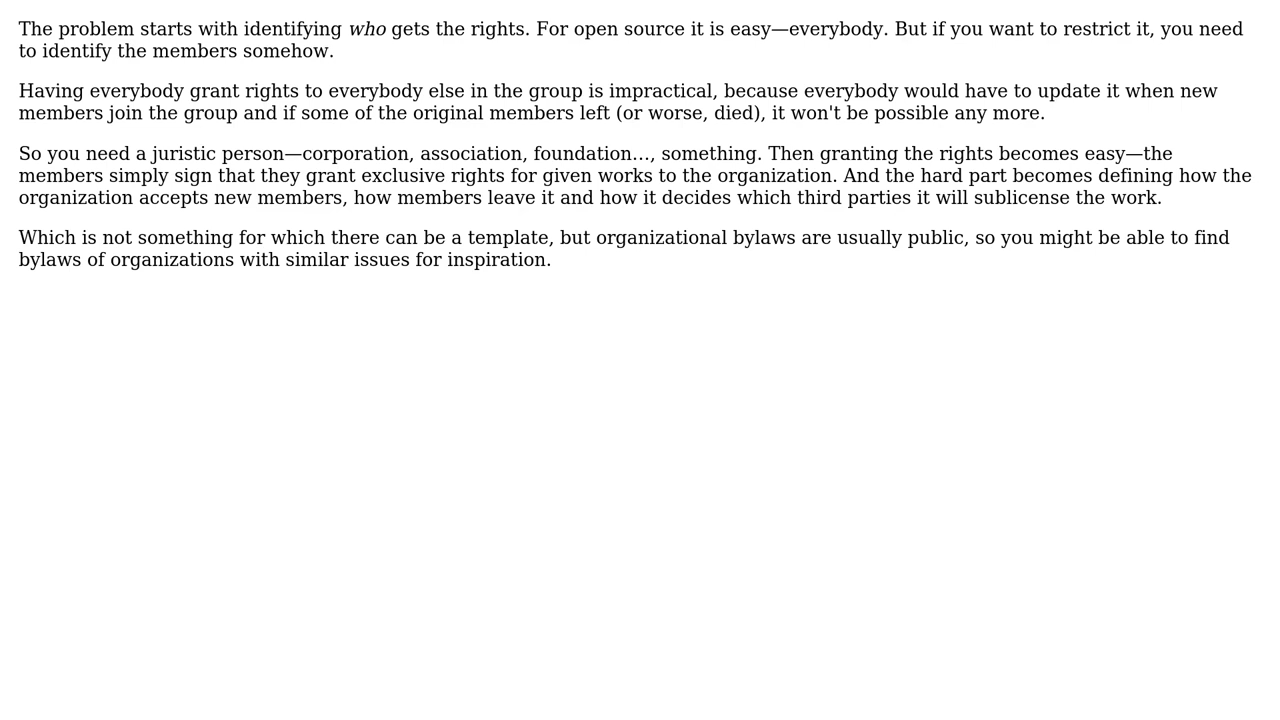 The problem starts with identifying who gets the rights. For open source it is easy—everybody. But if you want to restrict it, you need
to identify the members somehow.
Having everybody grant rights to everybody else in the group is impractical, because everybody would have to update it when new
members join the group and if some of the original members left (or worse, died), it won't be possible any more.
So you need a juristic person—corporation, association, foundation…, something. Then granting the rights becomes easy—the
members simply sign that they grant exclusive rights for given works to the organization. And the hard part becomes defining how the
organization accepts new members, how members leave it and how it decides which third parties it will sublicense the work.
Which is not something for which there can be a template, but organizational bylaws are usually public, so you might be able to find
bylaws of organizations with similar issues for inspiration.